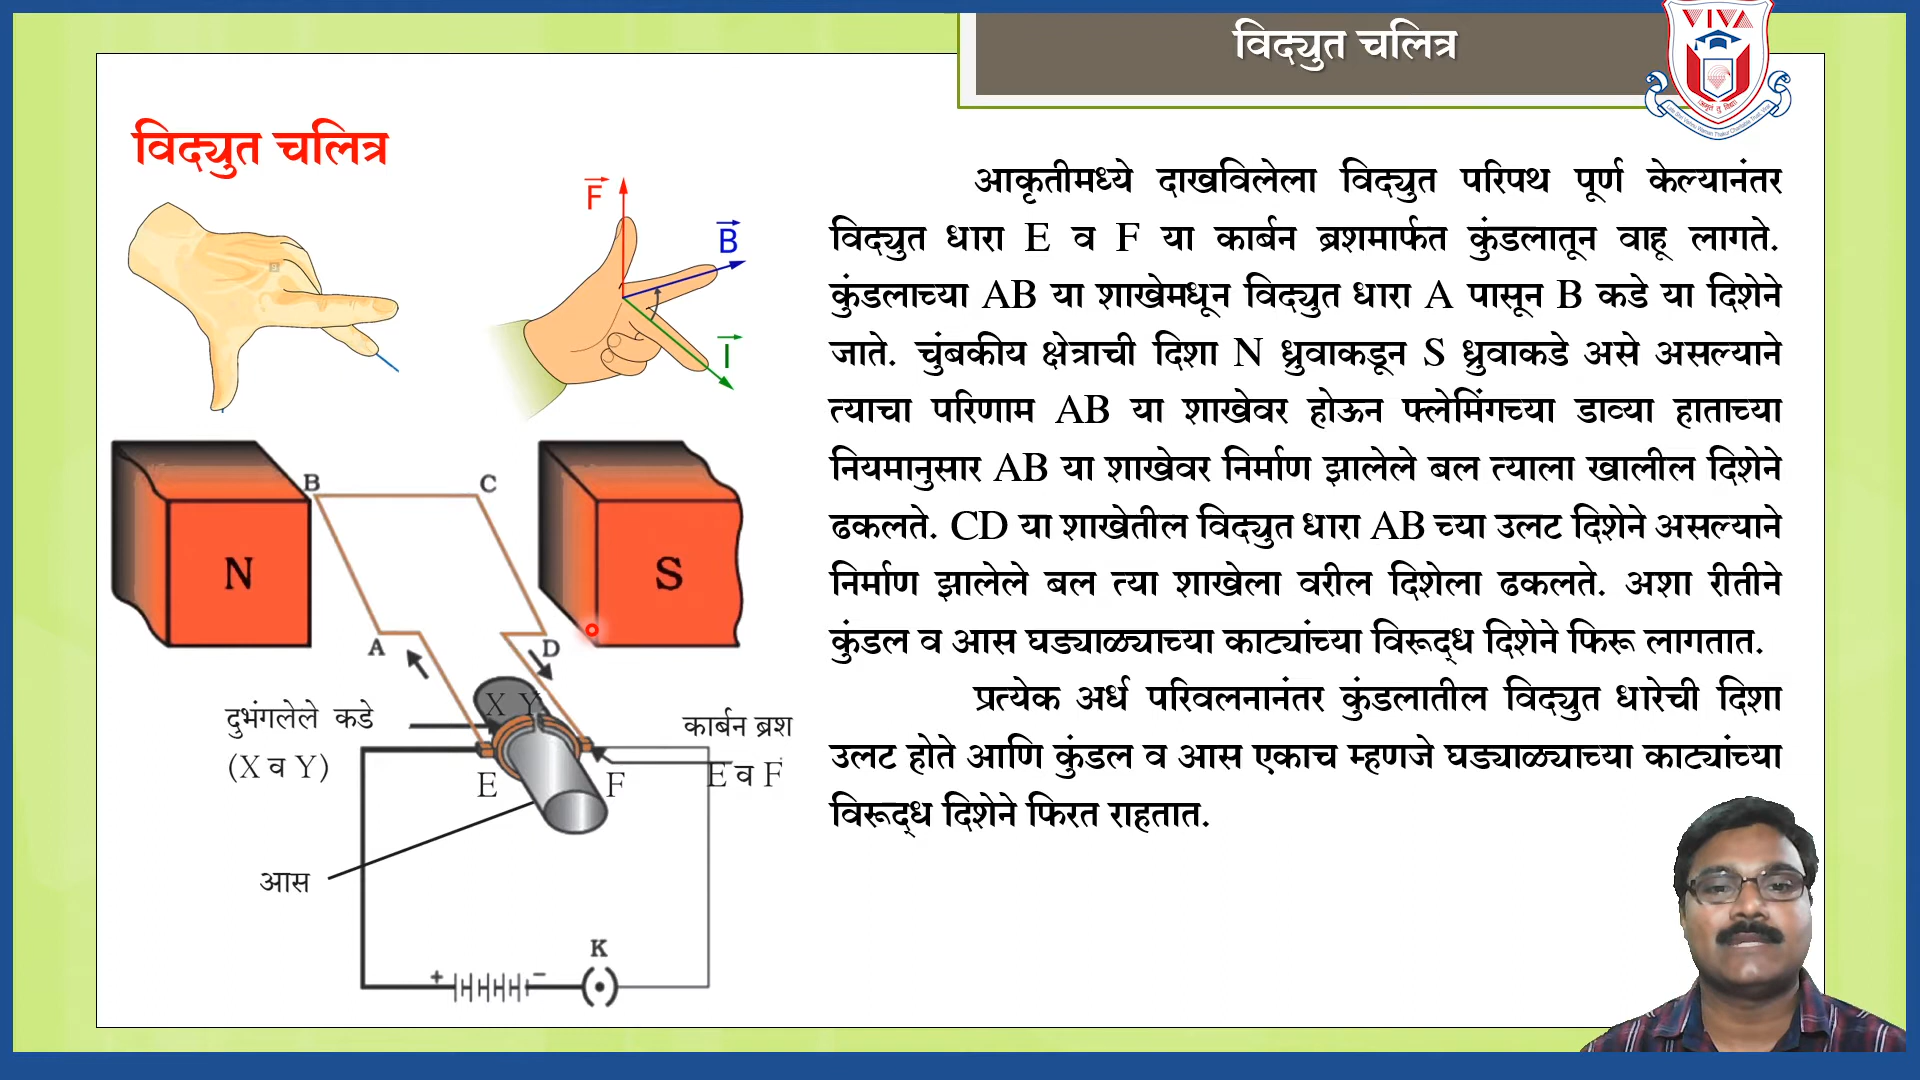 विद्युत चलित्र
VIVA
विद्युत चलित्र
F
B
I
आकृतीमध्ये दाखविलेला विद्युत परिपथ पूर्ण केल्यानंतर
विद्युत धारा E व F या कार्बन ब्रशमार्फत कुंडलातून वाहू लागते.
कुंडलाच्या AB या शाखेमधून विद्युत धारा A पासून B कडे या दिशेने
जाते. चुंबकीय क्षेत्राची दिशा N ध्रुवाकडून S ध्रुवाकडे असे असल्याने
त्याचा परिणाम AB या शाखेवर होऊन फ्लेमिंगच्या डाव्या हाताच्या
नियमानुसार AB या शाखेवर निर्माण झालेले बल त्याला खालील दिशेने
ढकलते. CD या शाखेतील विद्युत धारा AB च्या उलट दिशेने असल्याने
निर्माण झालेले बल त्या शाखेला वरील दिशेला ढकलते. अशा रीतीने
कुंडल व आस घड्याळ्याच्या काट्यांच्या विरूद्ध दिशेने फिरू लागतात.
प्रत्येक अर्ध परिवलनानंतर कुंडलातील विद्युत धारेची दिशा
उलट होते आणि कुंडल व आस एकाच म्हणजे घड्याळ्याच्या काट्यांच्या
विरूद्ध दिशेने फिरत राहतात.
B C
N S
A D
X Y
दुभंगलेले कडे
(X व Y)
कार्बन ब्रश
E व F
E F
आस
K
+ −